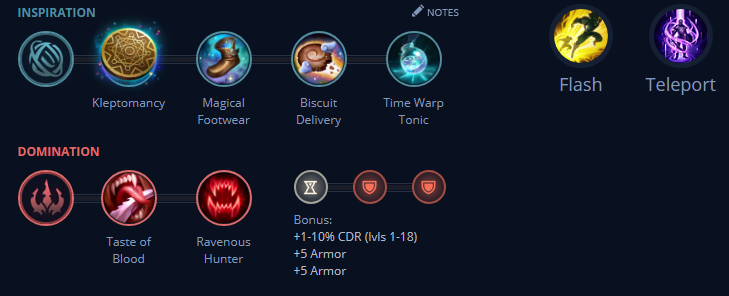 INSPIRATION
NOTES
Kleptomancy
Magical
Footwear
Biscuit
Delivery
Time Warp
Tonic
Flash
Teleport
DOMINATION
Taste of
Blood
Ravenous
Hunter
Bonus:
+1-10% CDR (lvls 1-18)
+5 Armor
+5 Armor